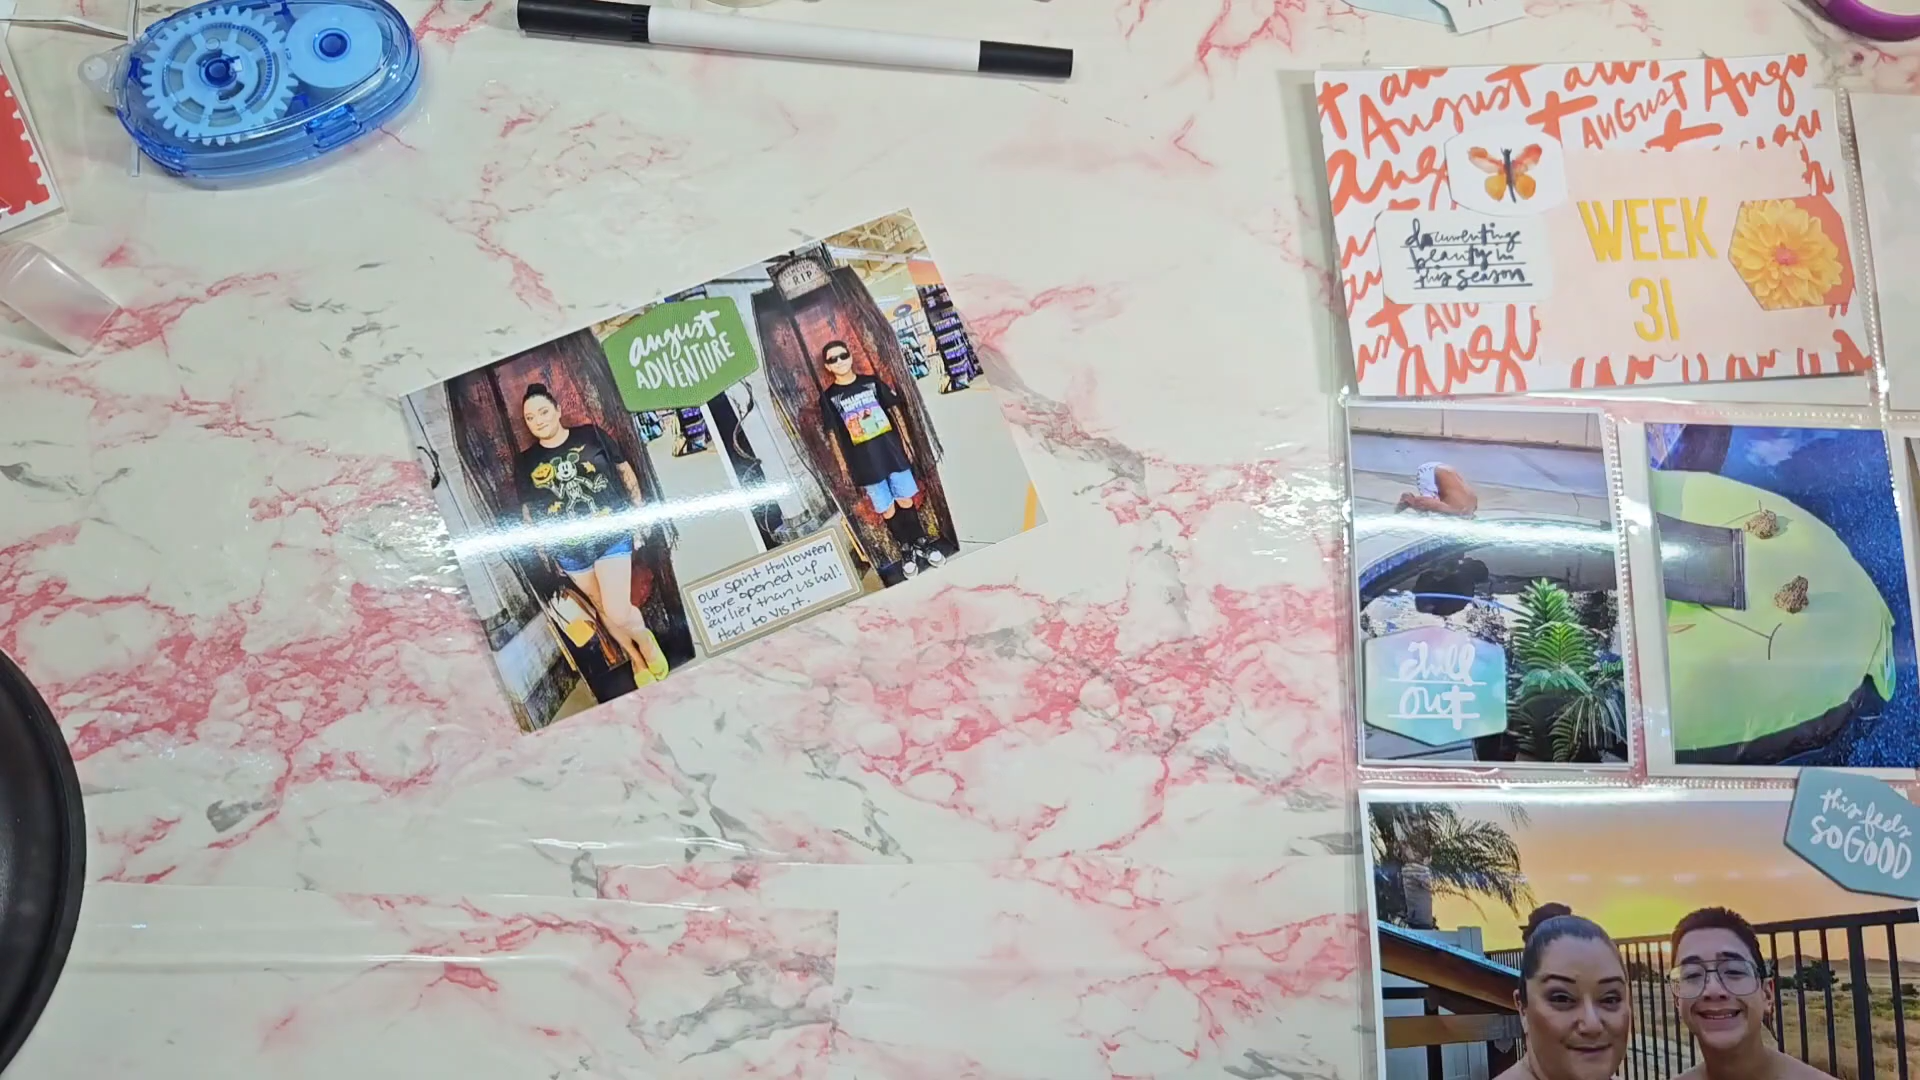 August
August
AUGUST
august
ADVENTURE
CEMETERY
RIP
our Spirit Halloween
store opened up
earlier than usual!
Had to visit.
WEEK
31
documenting
beauty in
this season
chill
out
this feels
SO GOOD